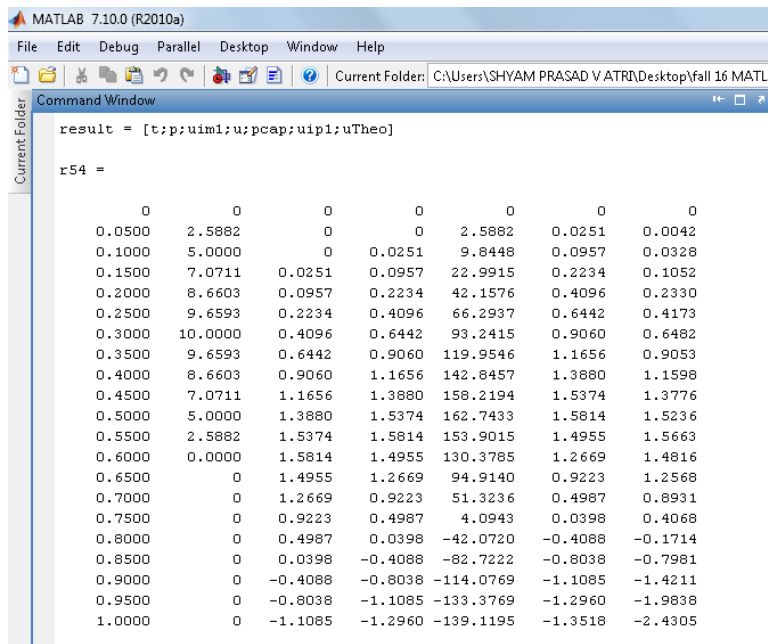 MATLAB 7.10.0 (R2010a)
File Edit Debug Parallel Desktop Window Help
Current Folder: C:\Users\SHYAM PRASAD V ATRI\Desktop\fall 16 MATL
Current Folder
Command Window
result = [t;p;uim1;u;pcap;uip1;uTheo]
r54 =
0 0 0 0 0 0 0
0.0500 2.5882 0 0 2.5882 0.0251 0.0042
0.1000 5.0000 0 0.0251 9.8448 0.0957 0.0328
0.1500 7.0711 0.0251 0.0957 22.9915 0.2234 0.1052
0.2000 8.6603 0.0957 0.2234 42.1576 0.4096 0.2330
0.2500 9.6593 0.2234 0.4096 66.2937 0.6442 0.4173
0.3000 10.0000 0.4096 0.6442 93.2415 0.9060 0.6482
0.3500 9.6593 0.6442 0.9060 119.9546 1.1656 0.9053
0.4000 8.6603 0.9060 1.1656 142.8457 1.3880 1.1598
0.4500 7.0711 1.1656 1.3880 158.2194 1.5374 1.3776
0.5000 5.0000 1.3880 1.5374 162.7433 1.5814 1.5236
0.5500 2.5882 1.5374 1.5814 153.9015 1.4955 1.5663
0.6000 0.0000 1.5814 1.4955 130.3785 1.2669 1.4816
0.6500 0 1.4955 1.2669 94.9140 0.9223 1.2568
0.7000 0 1.2669 0.9223 51.3236 0.4987 0.8931
0.7500 0 0.9223 0.4987 4.0943 0.0398 0.4068
0.8000 0 0.4987 0.0398 -42.0720 -0.4088 -0.1714
0.8500 0 0.0398 -0.4088 -82.7222 -0.8038 -0.7981
0.9000 0 -0.4088 -0.8038 -114.0769 -1.1085 -1.4211
0.9500 0 -0.8038 -1.1085 -133.3769 -1.2960 -1.9838
1.0000 0 -1.1085 -1.2960 -139.1195 -1.3518 -2.4305